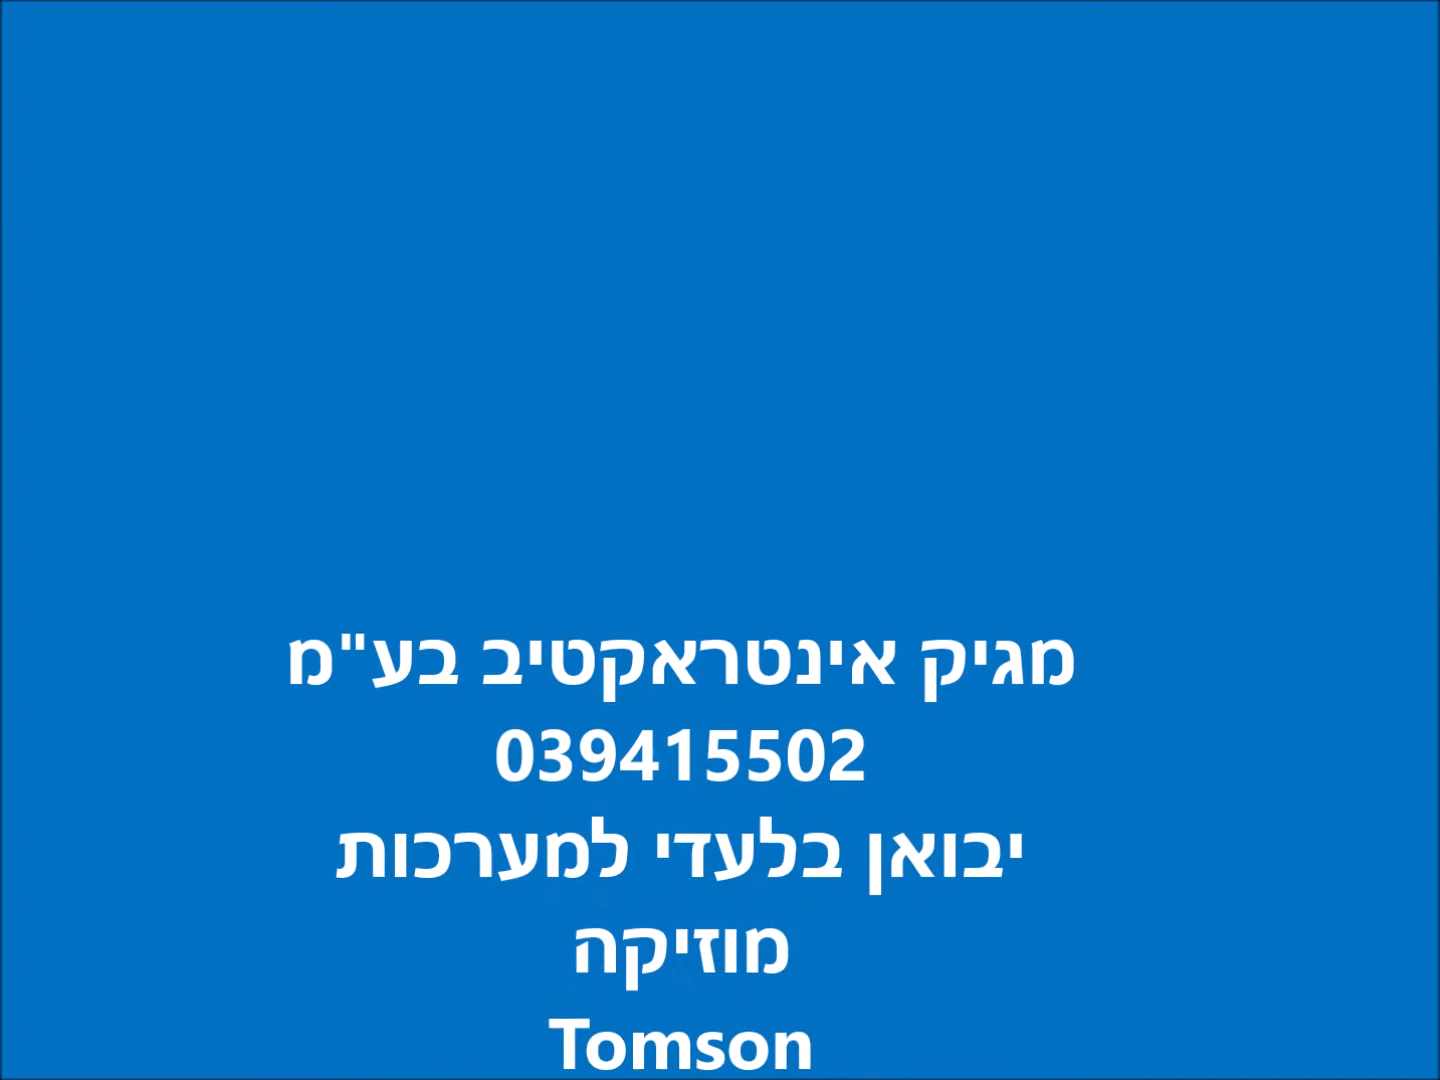 מגיק אינטראקטיב בע"מ
039415502
יבואן בלעדי למערכות
מוזיקה
Tomson